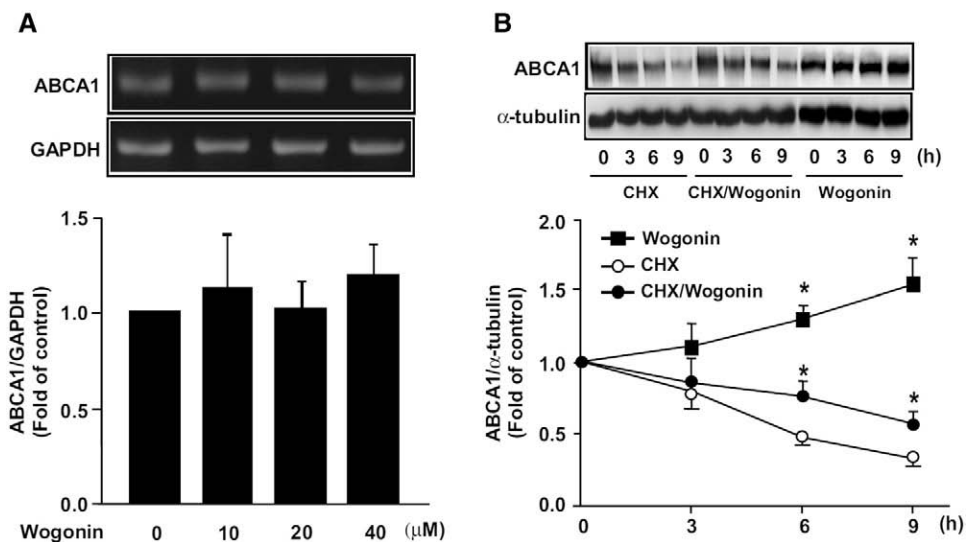 A
ABCA1
GAPDH
ABCA1/GAPDH
(Fold of control)
1.5
1.0
0.5
0.0
Wogonin 0 10 20 40 (μM)
B
ABCA1
α-tubulin
0 3 6 9 0 3 6 9 0 3 6 9 (h)
CHX CHX/Wogonin Wogonin
ABCA1/α-tubulin
(Fold of control)
2.0
1.5
1.0
0.5
0.0
Wogonin
CHX
CHX/Wogonin
*
*
*
*
0 3 6 9 (h)